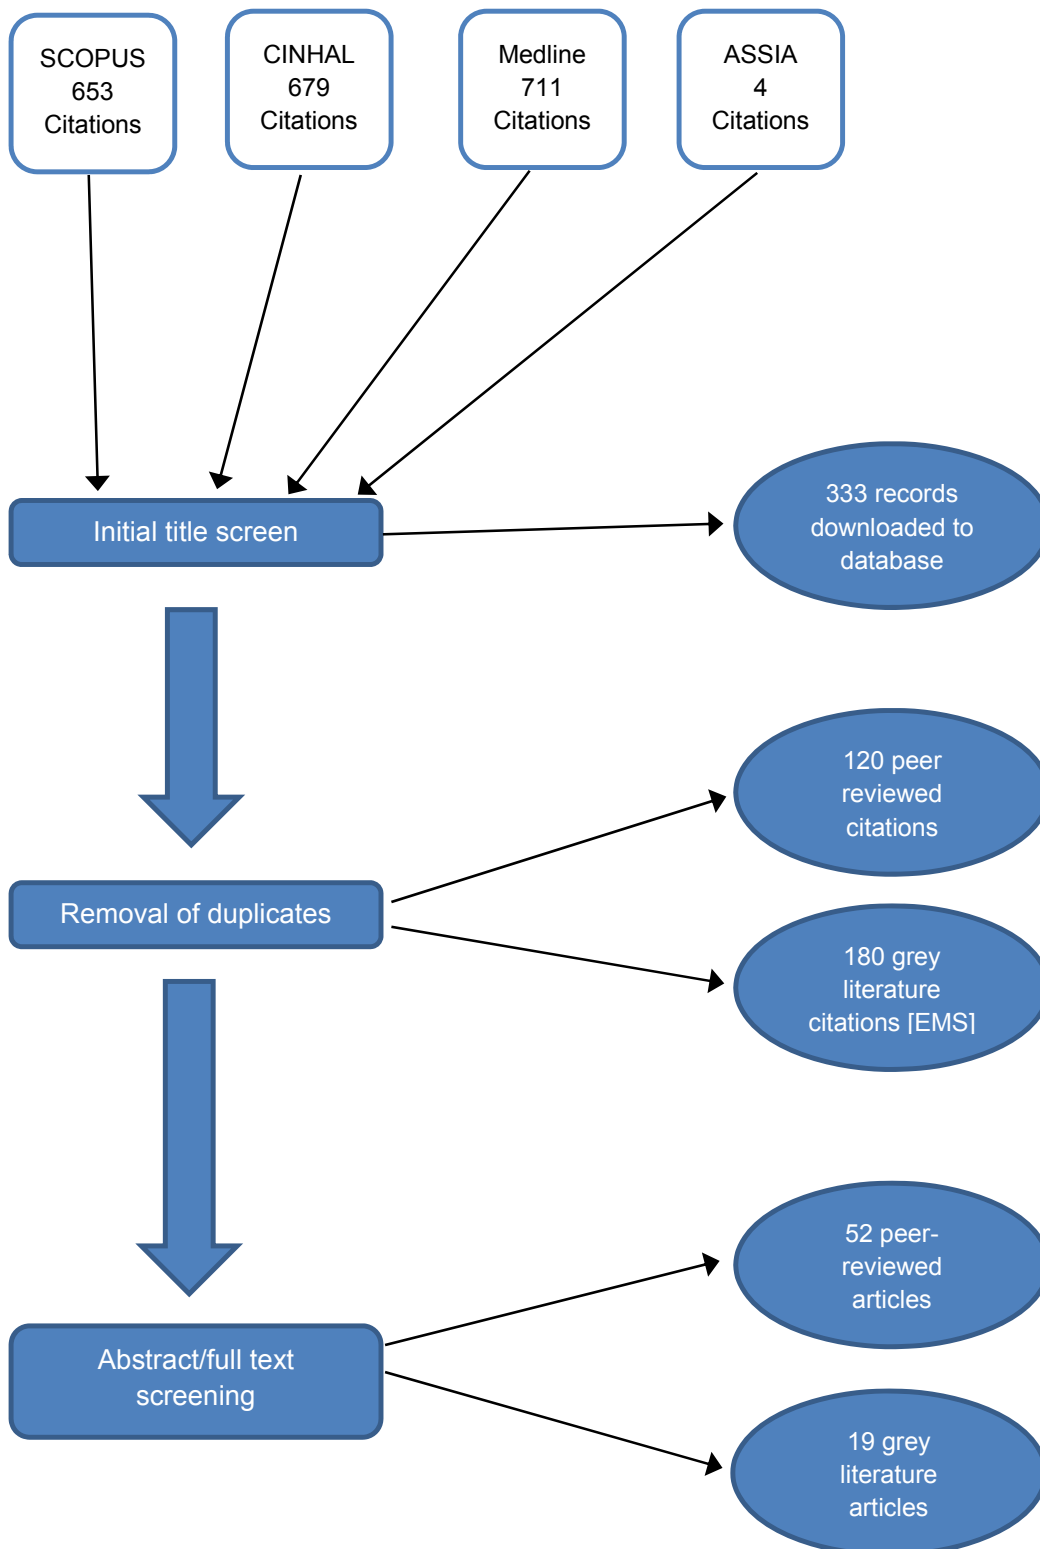 SCOPUS
653
Citations
CINHAL
679
Citations
Medline
711
Citations
ASSIA
4
Citations
Initial title screen
333 records
downloaded to
database
120 peer
reviewed
citations
Removal of duplicates
180 grey
literature
citations [EMS]
52 peer-
reviewed
articles
Abstract/full text
screening
19 grey
literature
articles